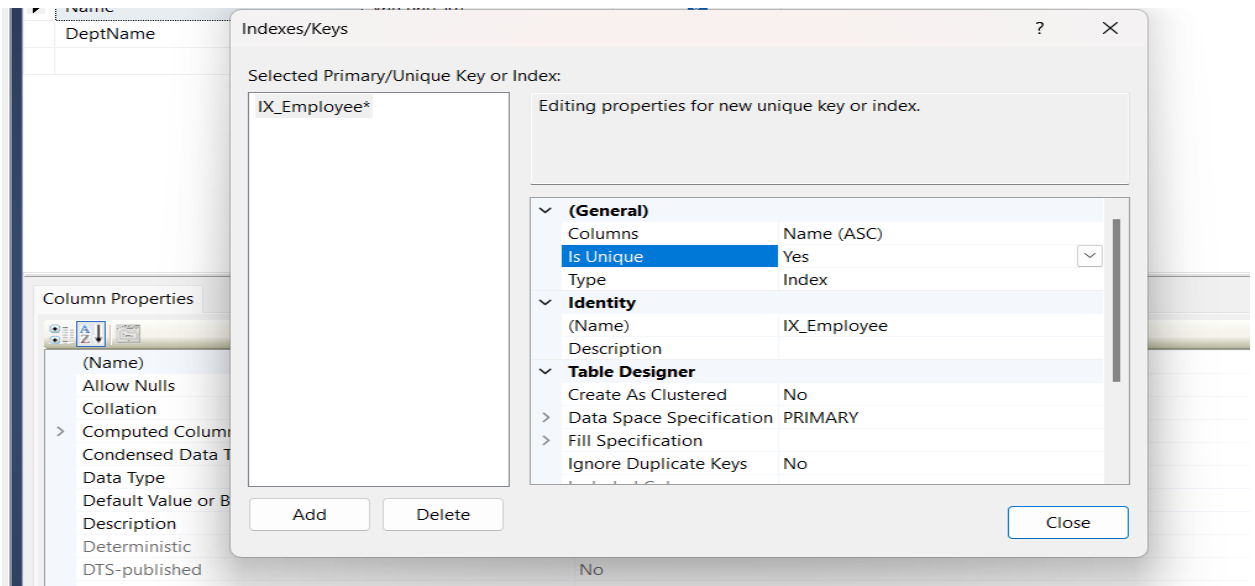 Name
DeptName
Indexes/Keys
?
Selected Primary/Unique Key or Index:
IX_Employee*
Editing properties for new unique key or index.
(General)
Columns Name (ASC)
Is Unique Yes
Type Index
Identity
(Name) IX_Employee
Description
Table Designer
Create As Clustered No
Data Space Specification PRIMARY
Fill Specification
Ignore Duplicate Keys No
Add
Delete
Close
Column Properties
(Name)
Allow Nulls
Collation
Computed Colum
Condensed Data T
Data Type
Default Value or B
Description
Deterministic
DTS-published No